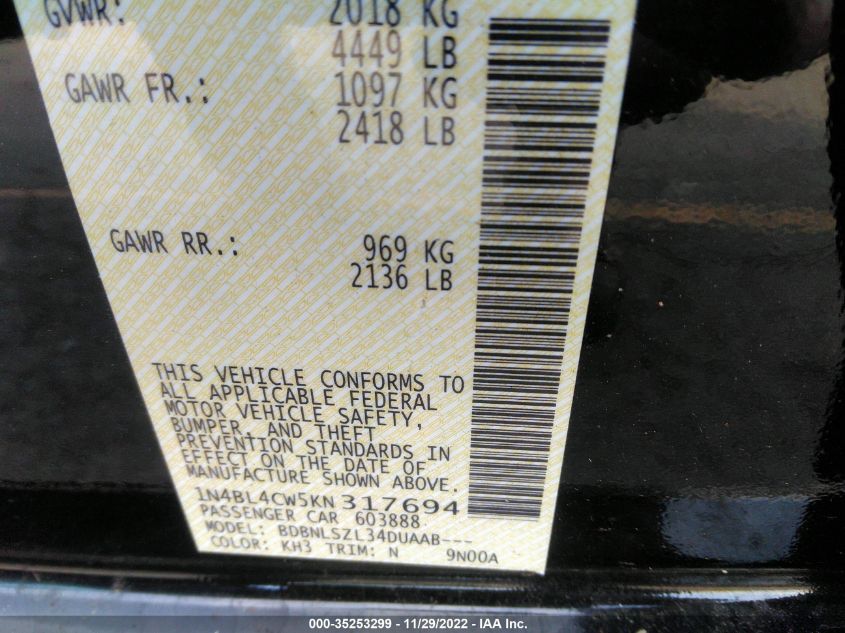 GVWR: 2018 KG
4449 LB
GAWR FR.: 1097 KG
2418 LB
GAWR RR.: 969 KG
2136 LB
THIS VEHICLE CONFORMS TO
ALL APPLICABLE FEDERAL
MOTOR VEHICLE SAFETY,
BUMPER, AND THEFT
PREVENTION STANDARDS IN
EFFECT ON THE DATE OF
MANUFACTURE SHOWN ABOVE.
1N4BL4CW5KN317694
PASSENGER CAR 603888
MODEL: BDBNLSZL34DUAAB---
COLOR: KH3 TRIM: N 9N00A
000-35253299 - 11/29/2022 - IAA Inc.